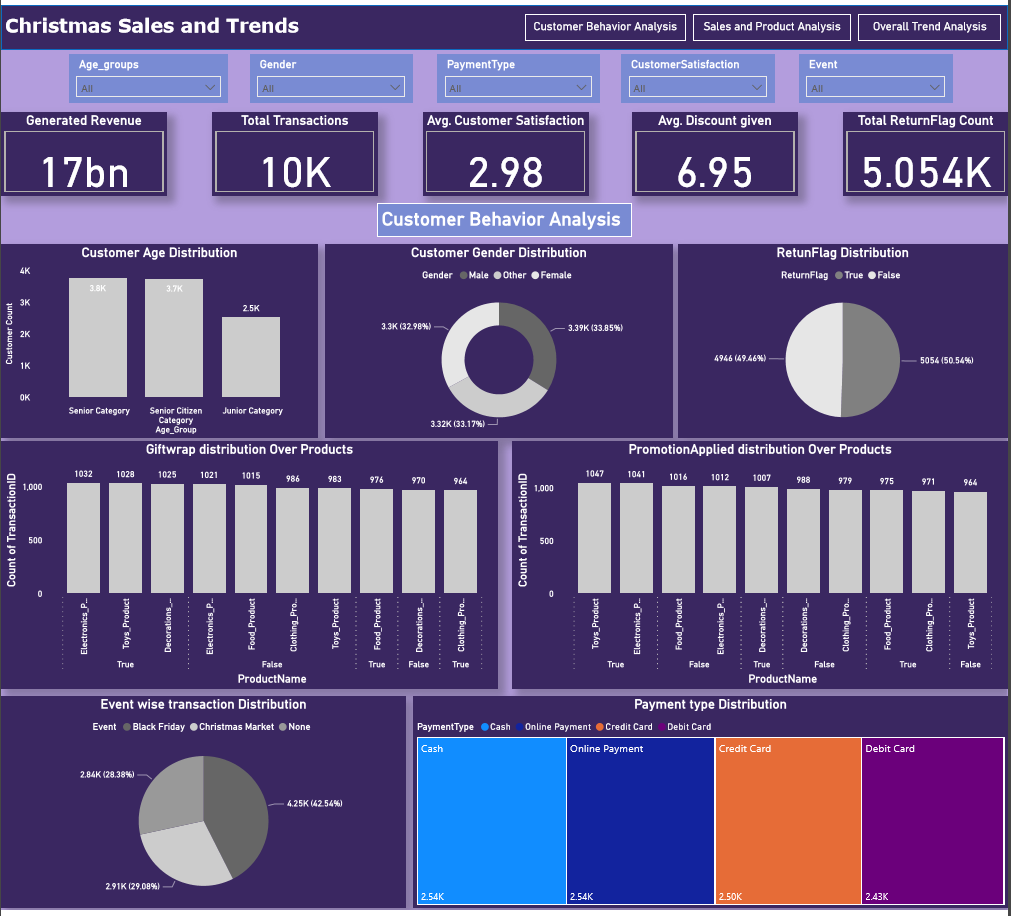 Christmas Sales and Trends
Customer Behavior Analysis
Sales and Product Analysis
Overall Trend Analysis
Age_groups
All
Gender
All
PaymentType
All
CustomerSatisfaction
All
Event
All
Generated Revenue
17bn
Total Transactions
10K
Avg. Customer Satisfaction
2.98
Avg. Discount given
6.95
Total ReturnFlag Count
5.054K
Customer Behavior Analysis
Customer Age Distribution
Customer Count
4K
3K
2K
1K
0K
3.8K
3.7K
2.5K
Senior Category
Senior Citizen
Category
Junior Category
Age_Group
Customer Gender Distribution
Gender Male Other Female
3.3K (32.98%)
3.39K (33.85%)
3.32K (33.17%)
RetunFlag Distribution
ReturnFlag True False
4946 (49.46%)
5054 (50.54%)
Giftwrap distribution Over Products
Count of TransactionID
1,000
500
0
1032
1028
1025
1021
1015
986
983
976
970
964
Electronics_P...
Toys_Product
Decorations_...
Electronics_P...
Food_Product
Clothing_Pro...
Toys_Product
Food_Product
Decorations_...
Clothing_Pro...
True
False
True
False
True
ProductName
PromotionApplied distribution Over Products
Count of TransactionID
1,000
500
0
1047
1041
1016
1012
1007
988
979
975
971
964
Toys_Product
Electronics_P...
Food_Product
Electronics_P...
Decorations_...
Decorations_...
Clothing_Pro...
Food_Product
Clothing_Pro...
Toys_Product
True
False
True
False
True
False
ProductName
Event wise transaction Distribution
Event Black Friday Christmas Market None
2.84K (28.38%)
4.25K (42.54%)
2.91K (29.08%)
Payment type Distribution
PaymentType Cash Online Payment Credit Card Debit Card
Cash
2.54K
Online Payment
2.54K
Credit Card
2.50K
Debit Card
2.43K